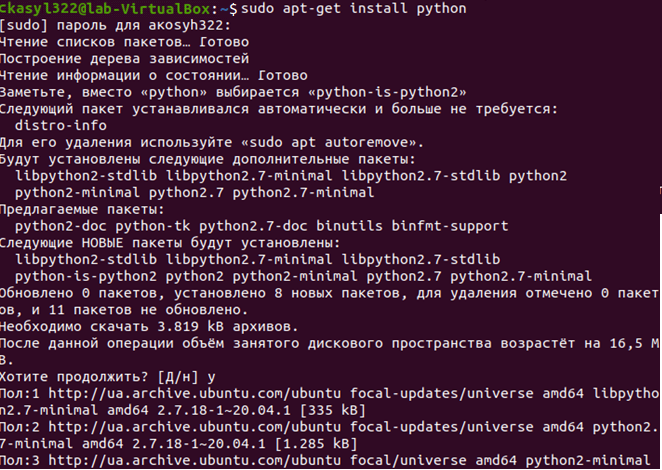 ckasyl322@lab-VirtualBox:~$ sudo apt-get install python
[sudo] пароль для akosyh322:
Чтение списков пакетов… Готово
Построение дерева зависимостей
Чтение информации о состоянии… Готово
Заметьте, вместо «python» выбирается «python-is-python2»
Следующий пакет устанавливался автоматически и больше не требуется:
distro-info
Для его удаления используйте «sudo apt autoremove».
Будут установлены следующие дополнительные пакеты:
libpython2-stdlib libpython2.7-minimal libpython2.7-stdlib python2
python2-minimal python2.7 python2.7-minimal
Предлагаемые пакеты:
python2-doc python-tk python2.7-doc binutils binfmt-support
Следующие НОВЫЕ пакеты будут установлены:
libpython2-stdlib libpython2.7-minimal libpython2.7-stdlib
python-is-python2 python2 python2-minimal python2.7 python2.7-minimal
Обновлено 0 пакетов, установлено 8 новых пакетов, для удаления отмечено 0 пакет
ов, и 11 пакетов не обновлено.
Необходимо скачать 3.819 kB архивов.
После данной операции объём занятого дискового пространства возрастёт на 16,5 M
B.
Хотите продолжить? [Д/н] y
Пол:1 http://ua.archive.ubuntu.com/ubuntu focal-updates/universe amd64 libpytho
n2.7-minimal amd64 2.7.18-1~20.04.1 [335 kB]
Пол:2 http://ua.archive.ubuntu.com/ubuntu focal-updates/universe amd64 python2.
7-minimal amd64 2.7.18-1~20.04.1 [1.285 kB]
Пол:3 http://ua.archive.ubuntu.com/ubuntu focal/universe amd64 python2-minimal